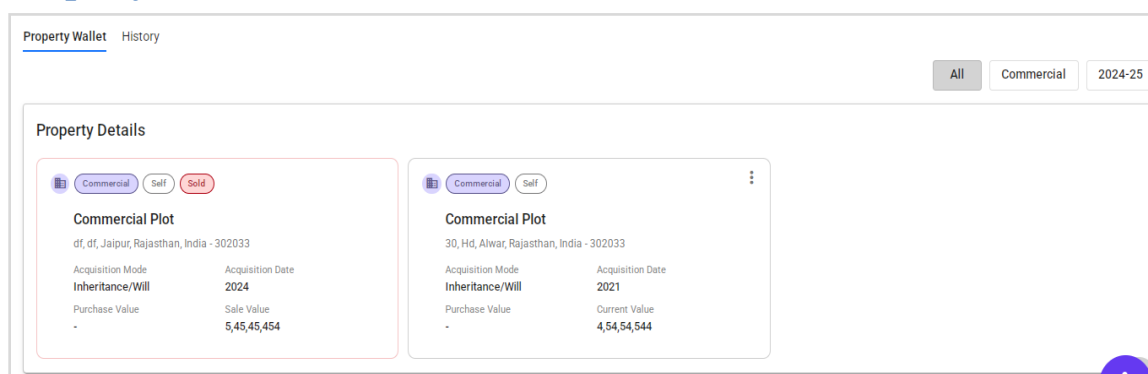 Property Wallet History
All Commercial 2024-25
Property Details
Commercial Self Sold
Commercial Plot
df, df, Jaipur, Rajasthan, India - 302033
Acquisition Mode Acquisition Date
Inheritance/Will 2024
Purchase Value Sale Value
- 5,45,45,454
Commercial Self
Commercial Plot
30, Hd, Alwar, Rajasthan, India - 302033
Acquisition Mode Acquisition Date
Inheritance/Will 2021
Purchase Value Current Value
- 4,54,54,544